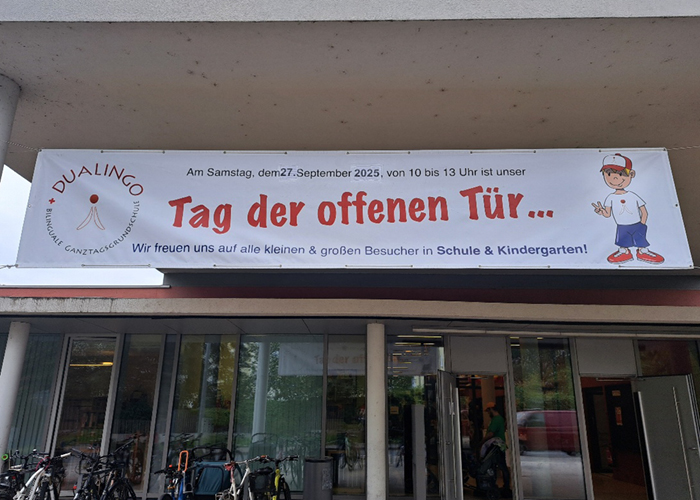 DUALINGO
BILINGUALE GANZTAGSGRUNDSCHULE
Am Samstag, dem 27.September 2025, von 10 bis 13 Uhr ist unser
Tag der offenen Tür...
Wir freuen uns auf alle kleinen & großen Besucher in Schule & Kindergarten!